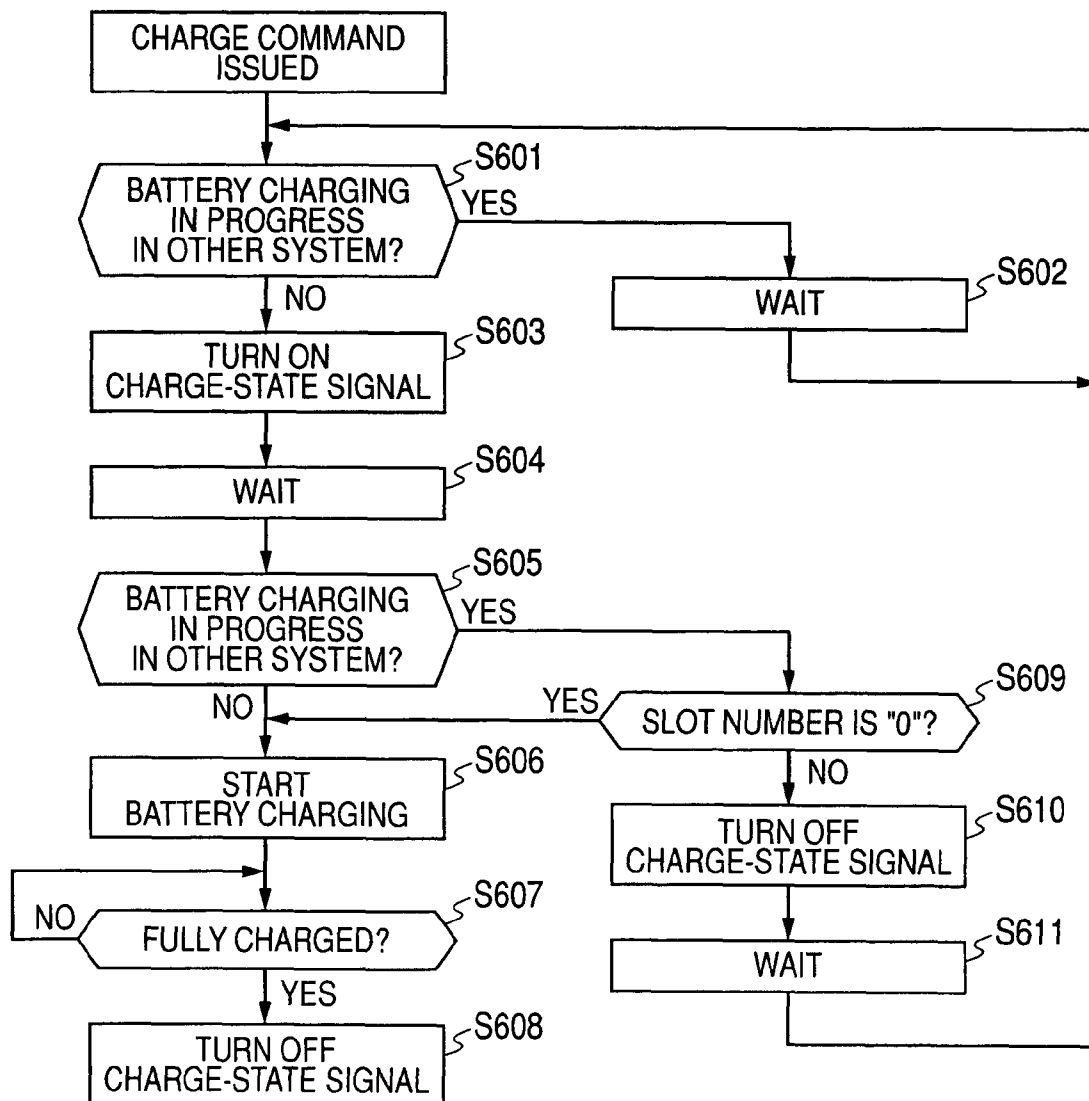 CHARGE COMMAND
ISSUED
S601
BATTERY CHARGING
IN PROGRESS
IN OTHER SYSTEM?
YES
NO
S602
WAIT
S603
TURN ON
CHARGE-STATE SIGNAL
S604
WAIT
S605
BATTERY CHARGING
IN PROGRESS
IN OTHER SYSTEM?
YES
NO
S609
SLOT NUMBER IS "0"?
YES
NO
S606
START
BATTERY CHARGING
S610
TURN OFF
CHARGE-STATE SIGNAL
S607
FULLY CHARGED?
NO
YES
S611
WAIT
S608
TURN OFF
CHARGE-STATE SIGNAL